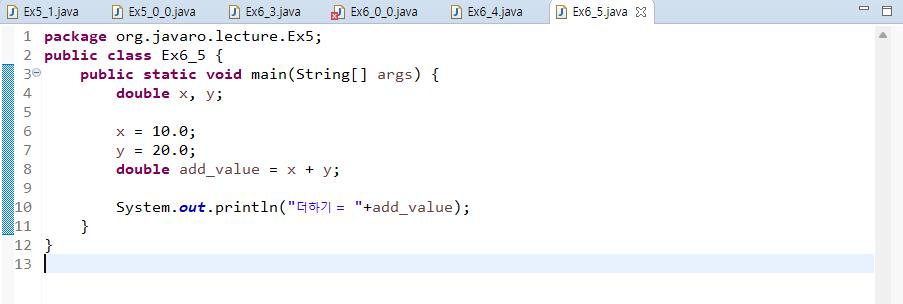 Ex5_1.java Ex5_0_0.java Ex6_3.java Ex6_0_0.java Ex6_4.java Ex6_5.java
1 package org.javaro.lecture.Ex5;
2 public class Ex6_5 {
3 public static void main(String[] args) {
4 double x, y;
5
6 x = 10.0;
7 y = 20.0;
8 double add_value = x + y;
9
10 System.out.println("더하기 = "+add_value);
11 }
12 }
13